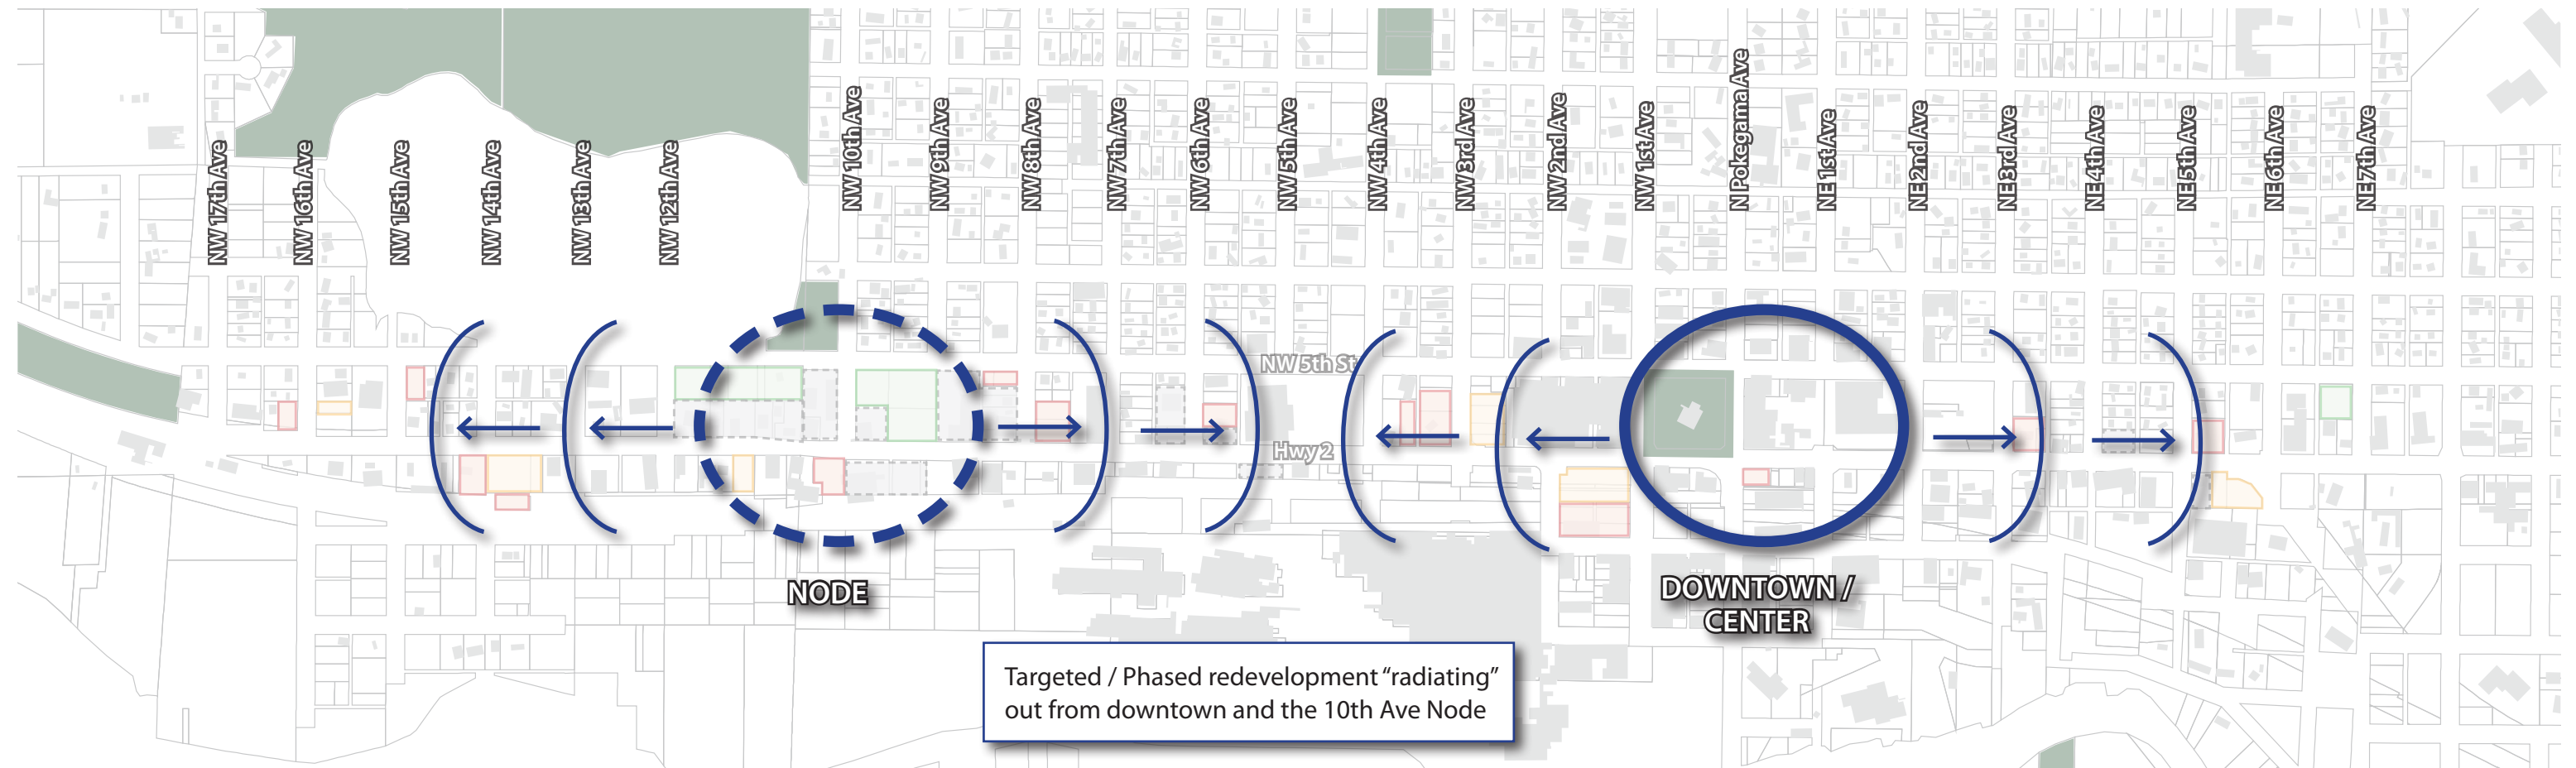 NW 17th Ave
NW 16th Ave
NW 15th Ave
NW 14th Ave
NW 13th Ave
NW 12th Ave
NW 10th Ave
NW 9th Ave
NW 8th Ave
NW 7th Ave
NW 6th Ave
NW 5th Ave
NW 4th Ave
NW 3rd Ave
NW 2nd Ave
NW 1st Ave
N Pokegama Ave
NE 1st Ave
NE 2nd Ave
NE 3rd Ave
NE 4th Ave
NE 5th Ave
NE 6th Ave
NE 7th Ave
NW 5th St
Hwy 2
NODE
DOWNTOWN /
CENTER
Targeted / Phased redevelopment “radiating”
out from downtown and the 10th Ave Node